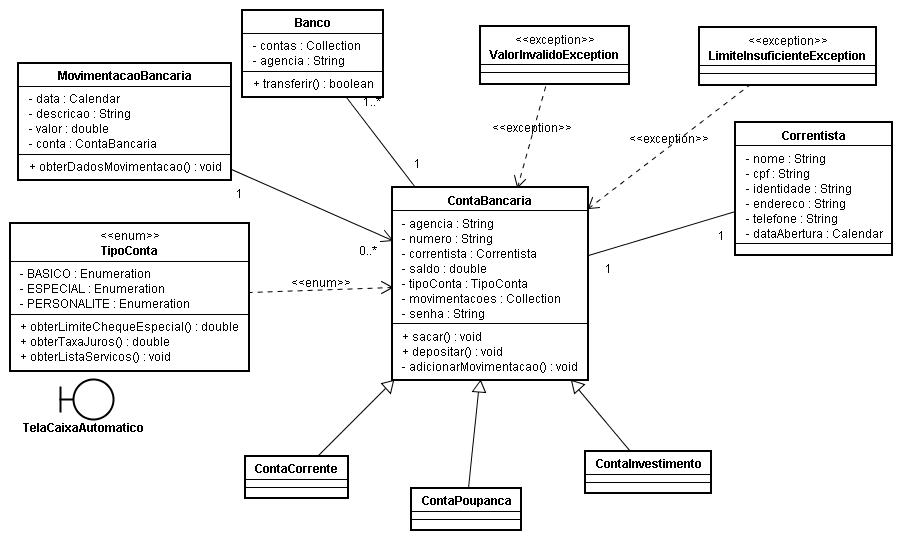 Banco
- contas : Collection
- agencia : String
+ transferir() : boolean
1..*
1
<<exception>>
ValorInvalidoException
<<exception>>
LimiteInsuficienteException
MovimentacaoBancaria
- data : Calendar
- descricao : String
- valor : double
- conta : ContaBancaria
+ obterDadosMovimentacao() : void
1
0..*
<<exception>>
<<exception>>
Correntista
- nome : String
- cpf : String
- identidade : String
- endereco : String
- telefone : String
- dataAbertura : Calendar
1
1
ContaBancaria
- agencia : String
- numero : String
- correntista : Correntista
- saldo : double
- tipoConta : TipoConta
- movimentacoes : Collection
- senha : String
+ sacar() : void
+ depositar() : void
- adicionarMovimentacao() : void
<<enum>>
TipoConta
- BASICO : Enumeration
- ESPECIAL : Enumeration
- PERSONALITE : Enumeration
+ obterLimiteChequeEspecial() : double
+ obterTaxaJuros() : double
+ obterListaServicos() : void
<<enum>>
TelaCaixaAutomatico
ContaCorrente
ContaPoupanca
ContaInvestimento